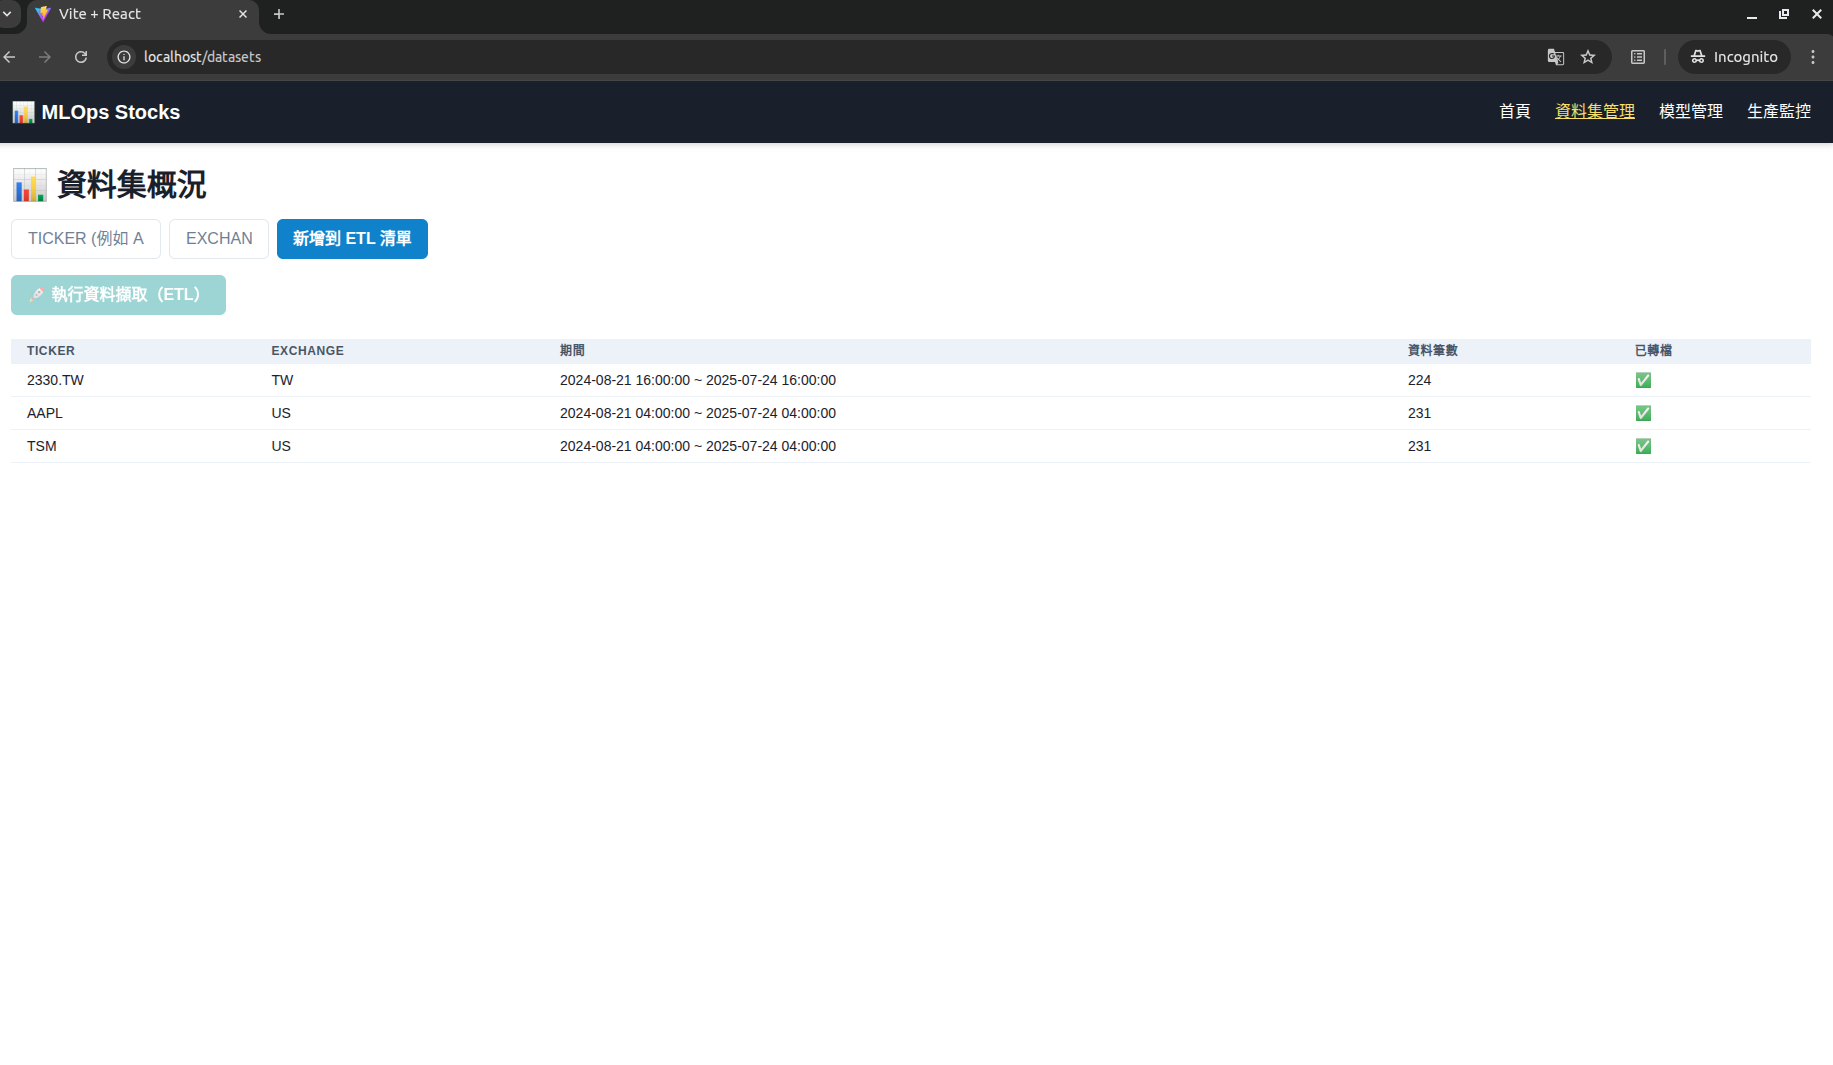 Vite + React
localhost/datasets
Incognito
MLOps Stocks
首頁 資料集管理 模型管理 生產監控
資料集概況
TICKER (例如 A
EXCHAN
新增到 ETL 清單
執行資料擷取（ETL）
TICKER EXCHANGE 期間 資料筆數 已轉檔
2330.TW TW 2024-08-21 16:00:00 ~ 2025-07-24 16:00:00 224
AAPL US 2024-08-21 04:00:00 ~ 2025-07-24 04:00:00 231
TSM US 2024-08-21 04:00:00 ~ 2025-07-24 04:00:00 231